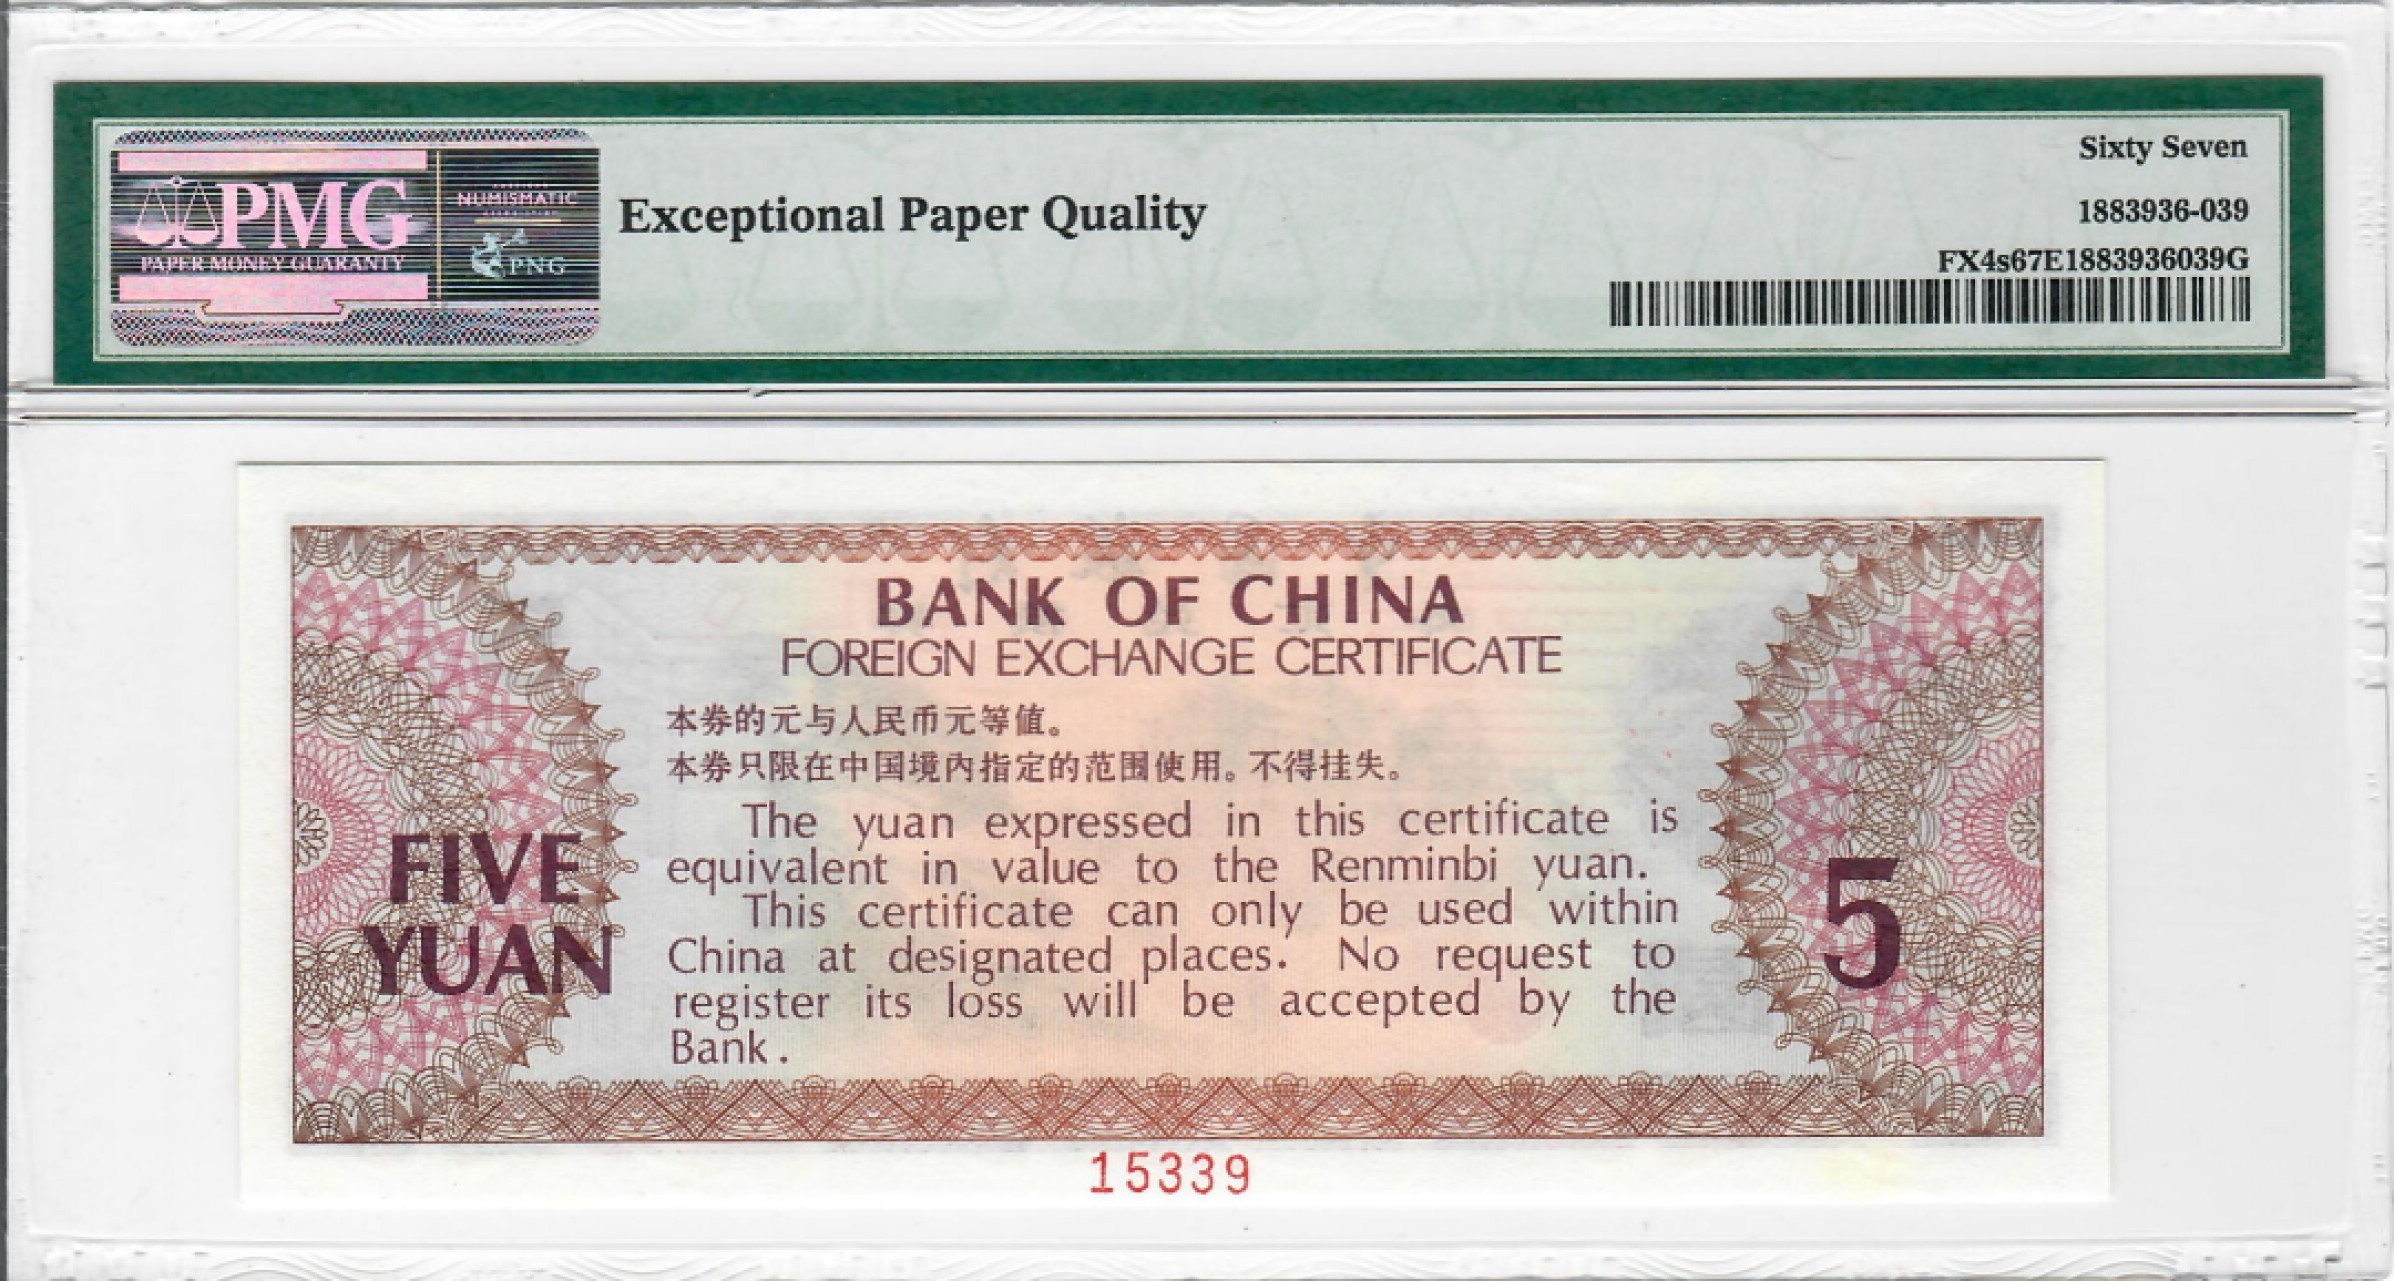 Sixty Seven
PMG
PAPER MONEY GUARANTY
NUMISMATIC
PNG
Exceptional Paper Quality
1883936-039
FX4s67E1883936039G
BANK OF CHINA
FOREIGN EXCHANGE CERTIFICATE
本券的元与人民币元等值。
本券只限在中国境内指定的范围使用。不得挂失。
The yuan expressed in this certificate is
equivalent in value to the Renminbi yuan.
This certificate can only be used within
China at designated places. No request to
register its loss will be accepted by the
Bank.
FIVE
YUAN
5
15339